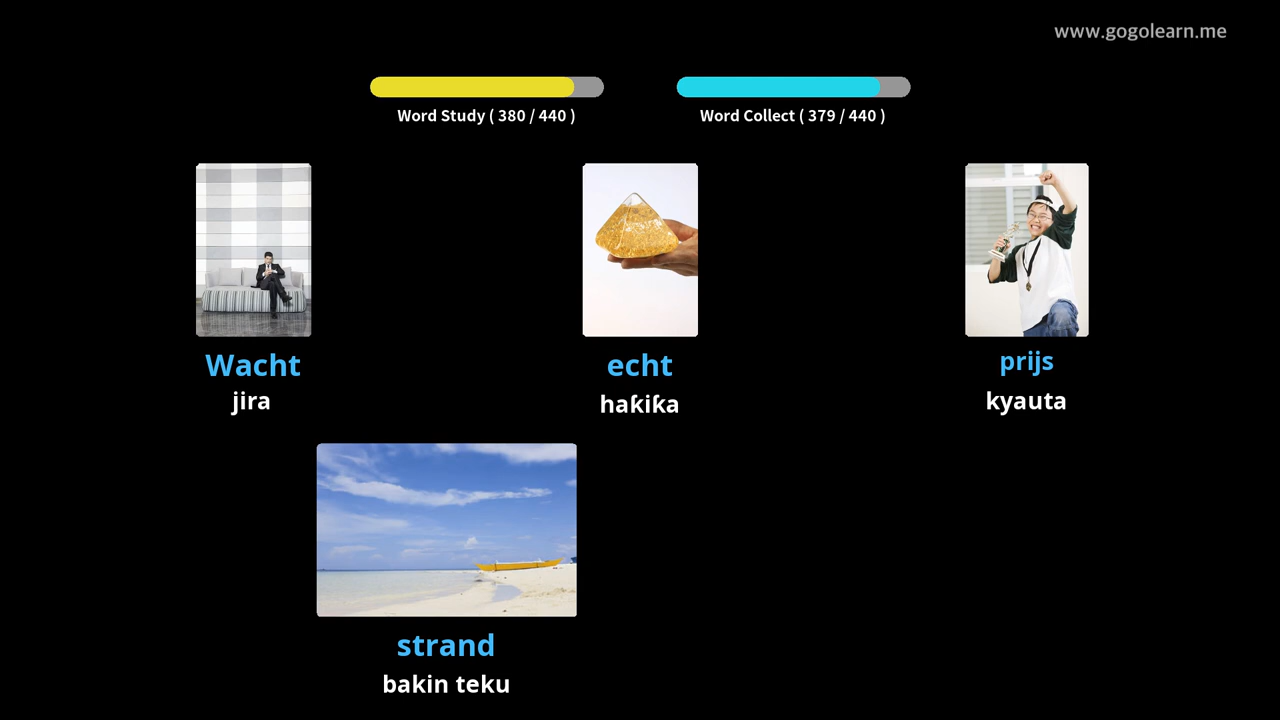 www.gogolearn.me
Word Study ( 380 / 440 )
Word Collect ( 379 / 440 )
Wacht
jira
echt
haƙiƙa
prijs
kyauta
strand
bakin teku